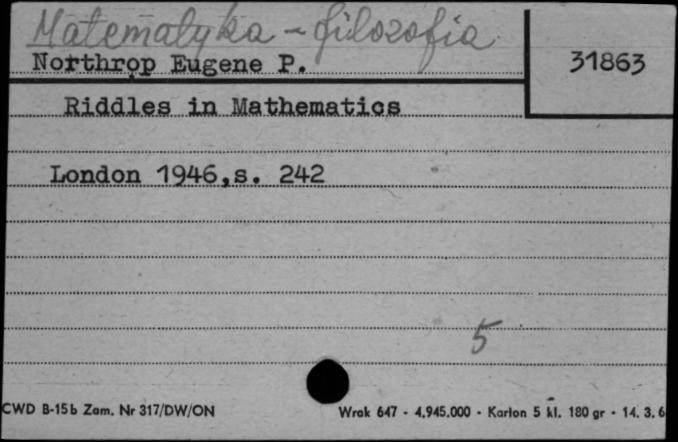 Matematyka - filozofia
Northrop Eugene P.
31863
Riddles in Mathematics
London 1946,s. 242
5
CWD B-15b Zam. Nr 317/DW/ON
Wrak 647 - 4.945.000 - Karton 5 kl. 180 gr - 14. 3. 6